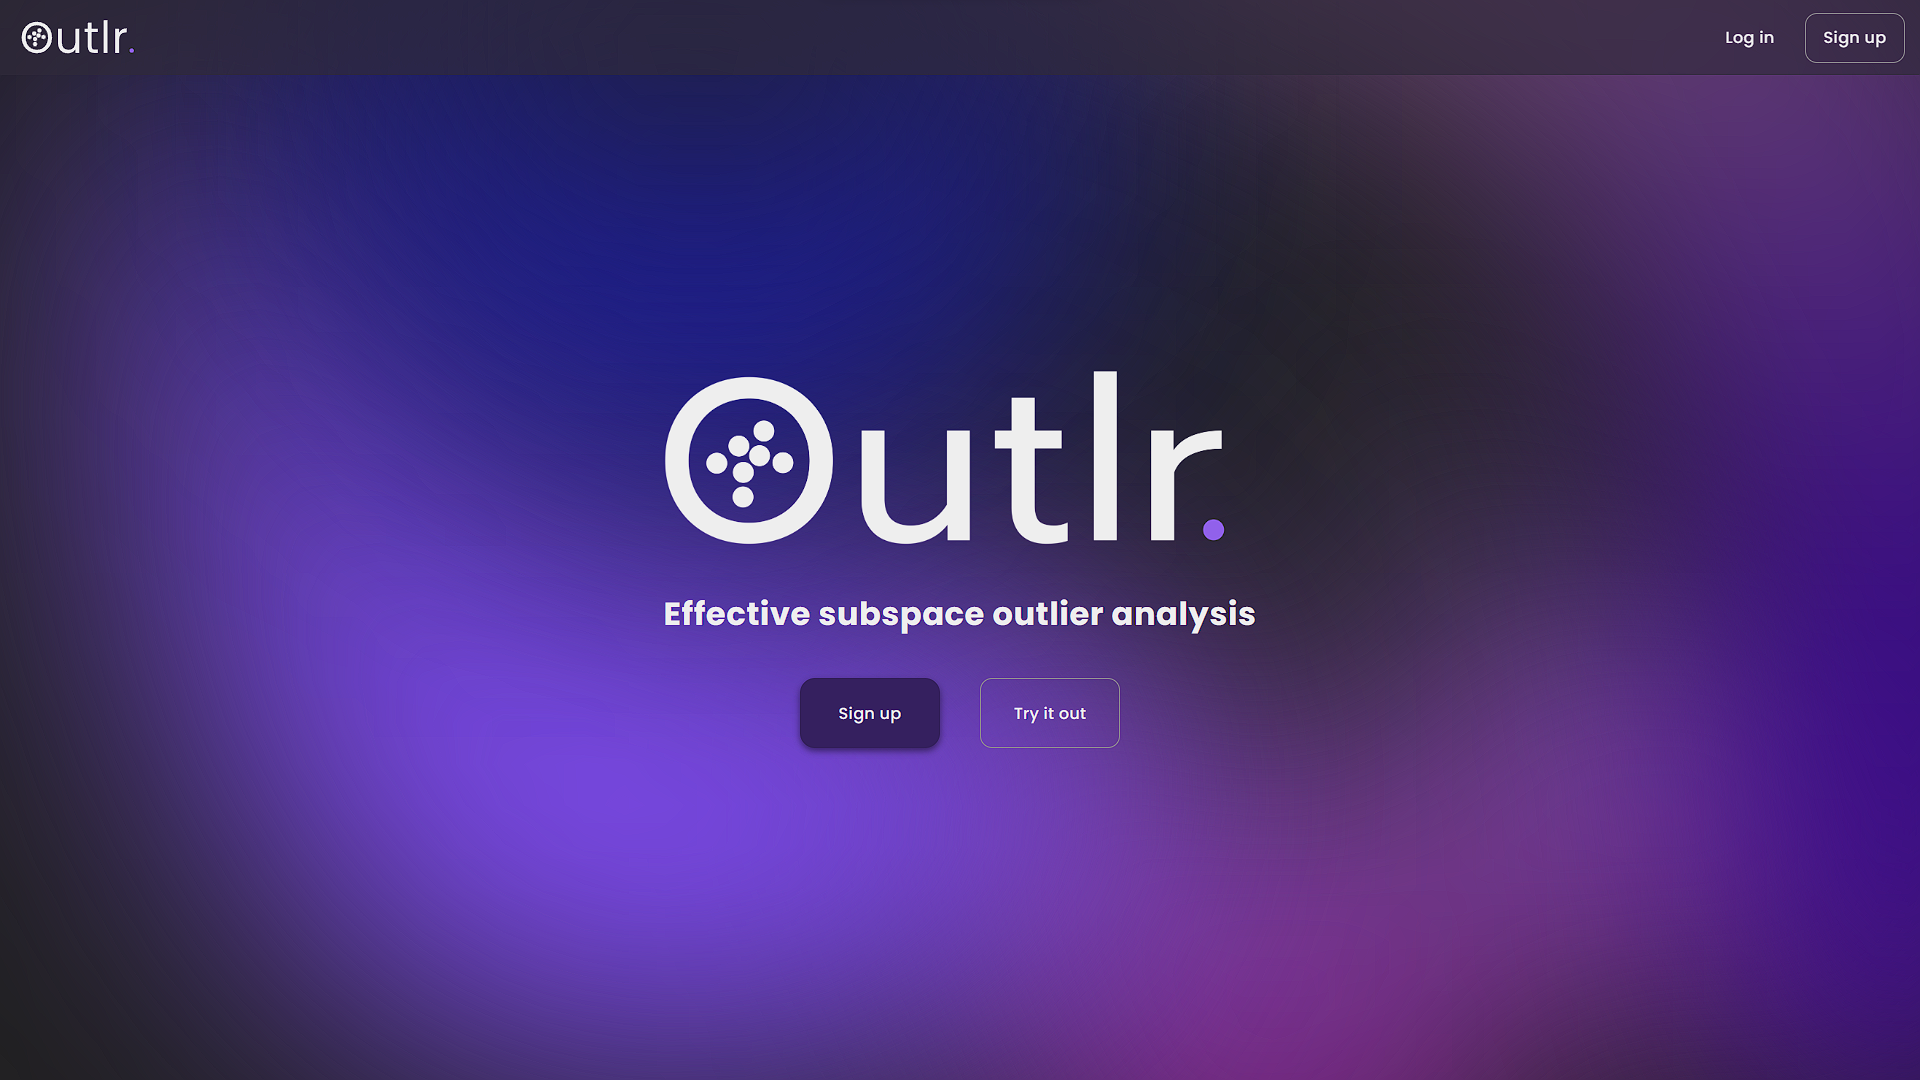 Outlr.
Log in
Sign up
Outlr.
Effective subspace outlier analysis
Sign up
Try it out